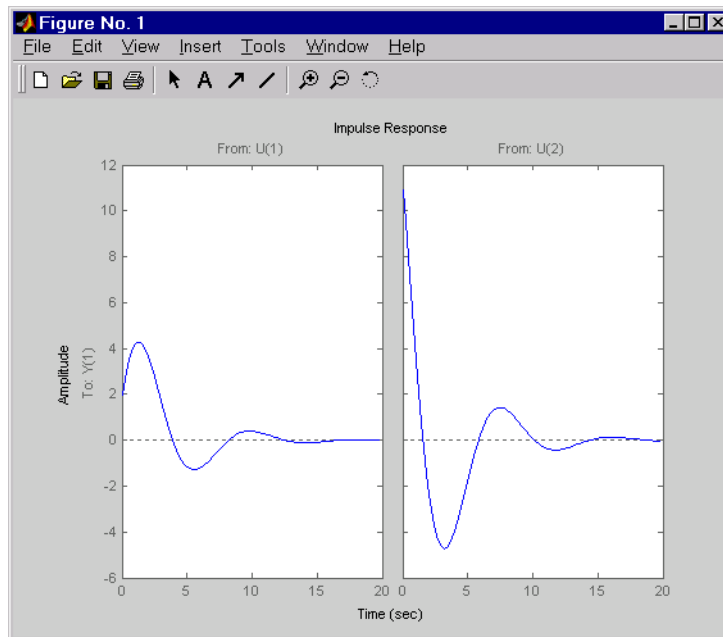 Figure No. 1
File Edit View Insert Tools Window Help
A
Impulse Response
From: U(1)
From: U(2)
12
10
8
6
4
2
0
-2
-4
-6
Amplitude
To: Y(1)
0 5 10 15 20
0 5 10 15 20
Time (sec)